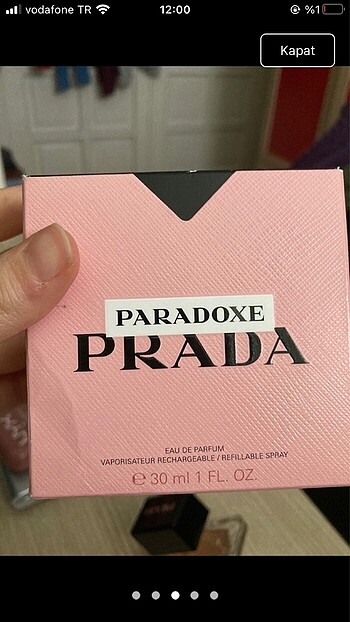 vodafone TR 12:00 %1
Kapat
PARADOXE
PRADA
EAU DE PARFUM
VAPORISATEUR RECHARGEABLE / REFILLABLE SPRAY
℮ 30 ml 1 FL. OZ.